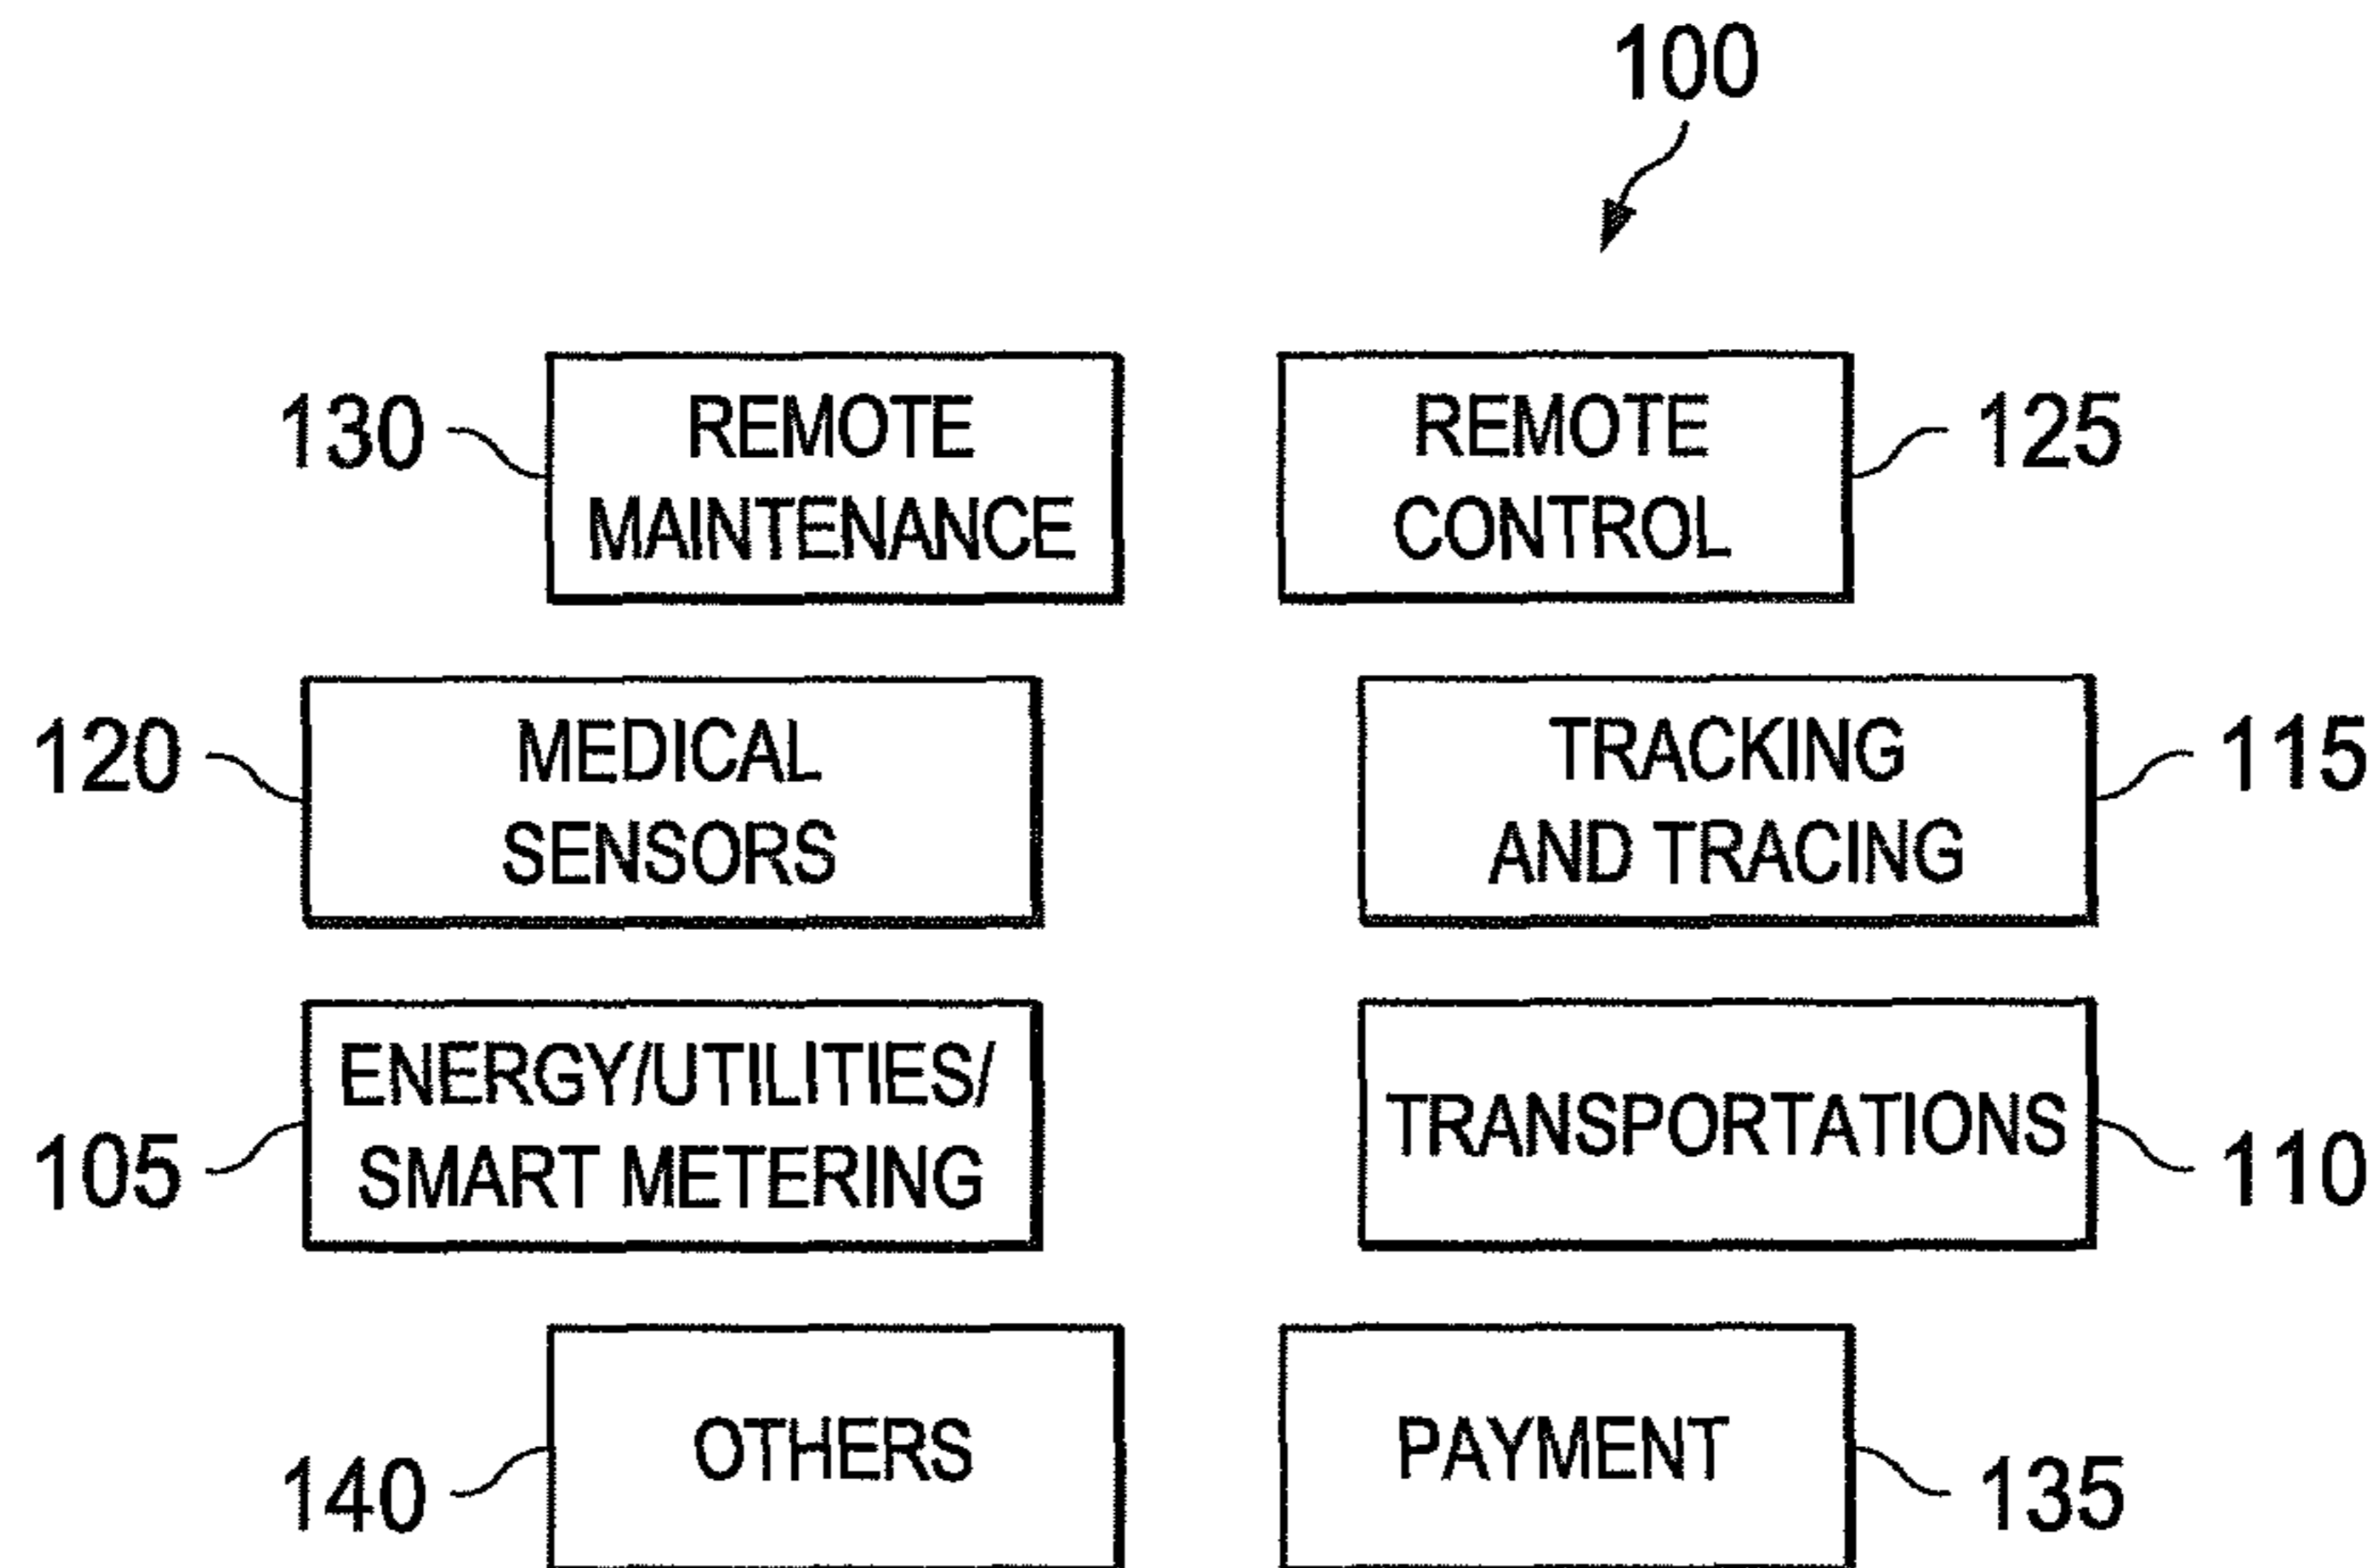 100
130
REMOTE
MAINTENANCE
REMOTE
CONTROL
125
120
MEDICAL
SENSORS
TRACKING
AND TRACING
115
105
ENERGY/UTILITIES/
SMART METERING
TRANSPORTATIONS
110
140
OTHERS
PAYMENT
135